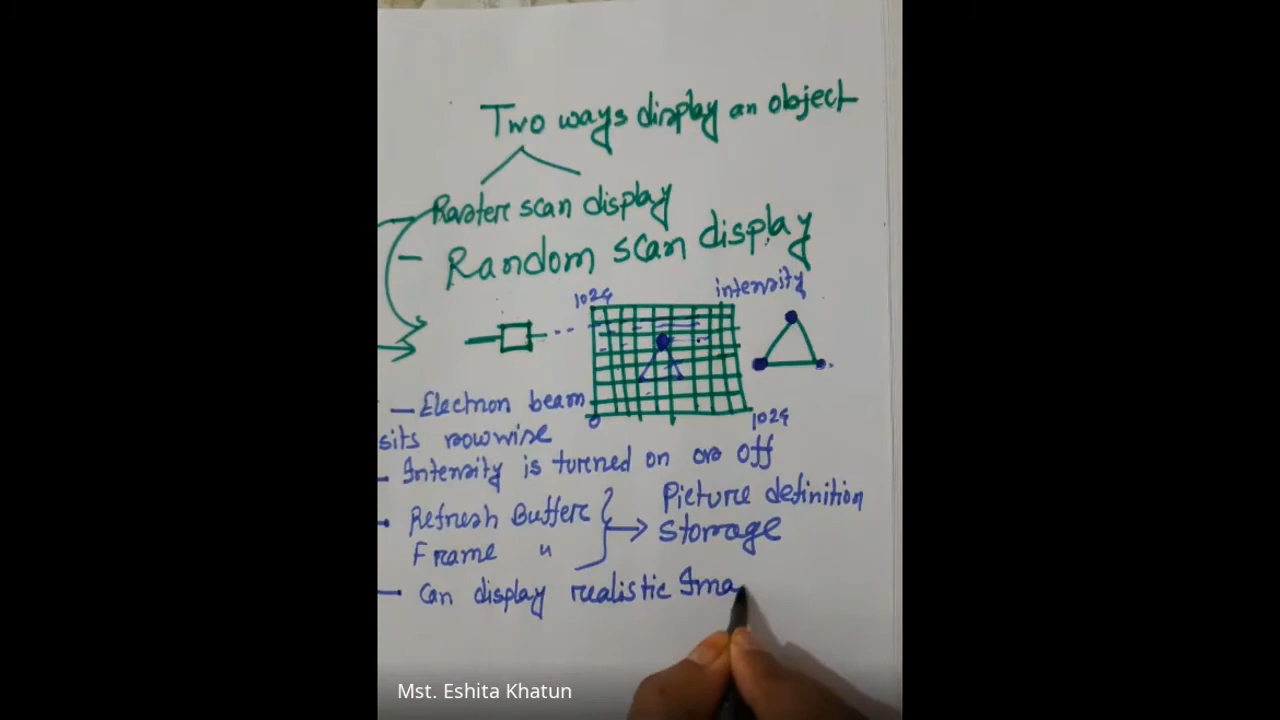 Two ways display an object
Raster scan display
- Random scan display
1024
intensity
- Electron beam
0
1024
sits rowwise
- Intensity is turned on or off
- Refresh Buffer
Frame "
Picture definition
storage
- Can display realistic Ima
Mst. Eshita Khatun